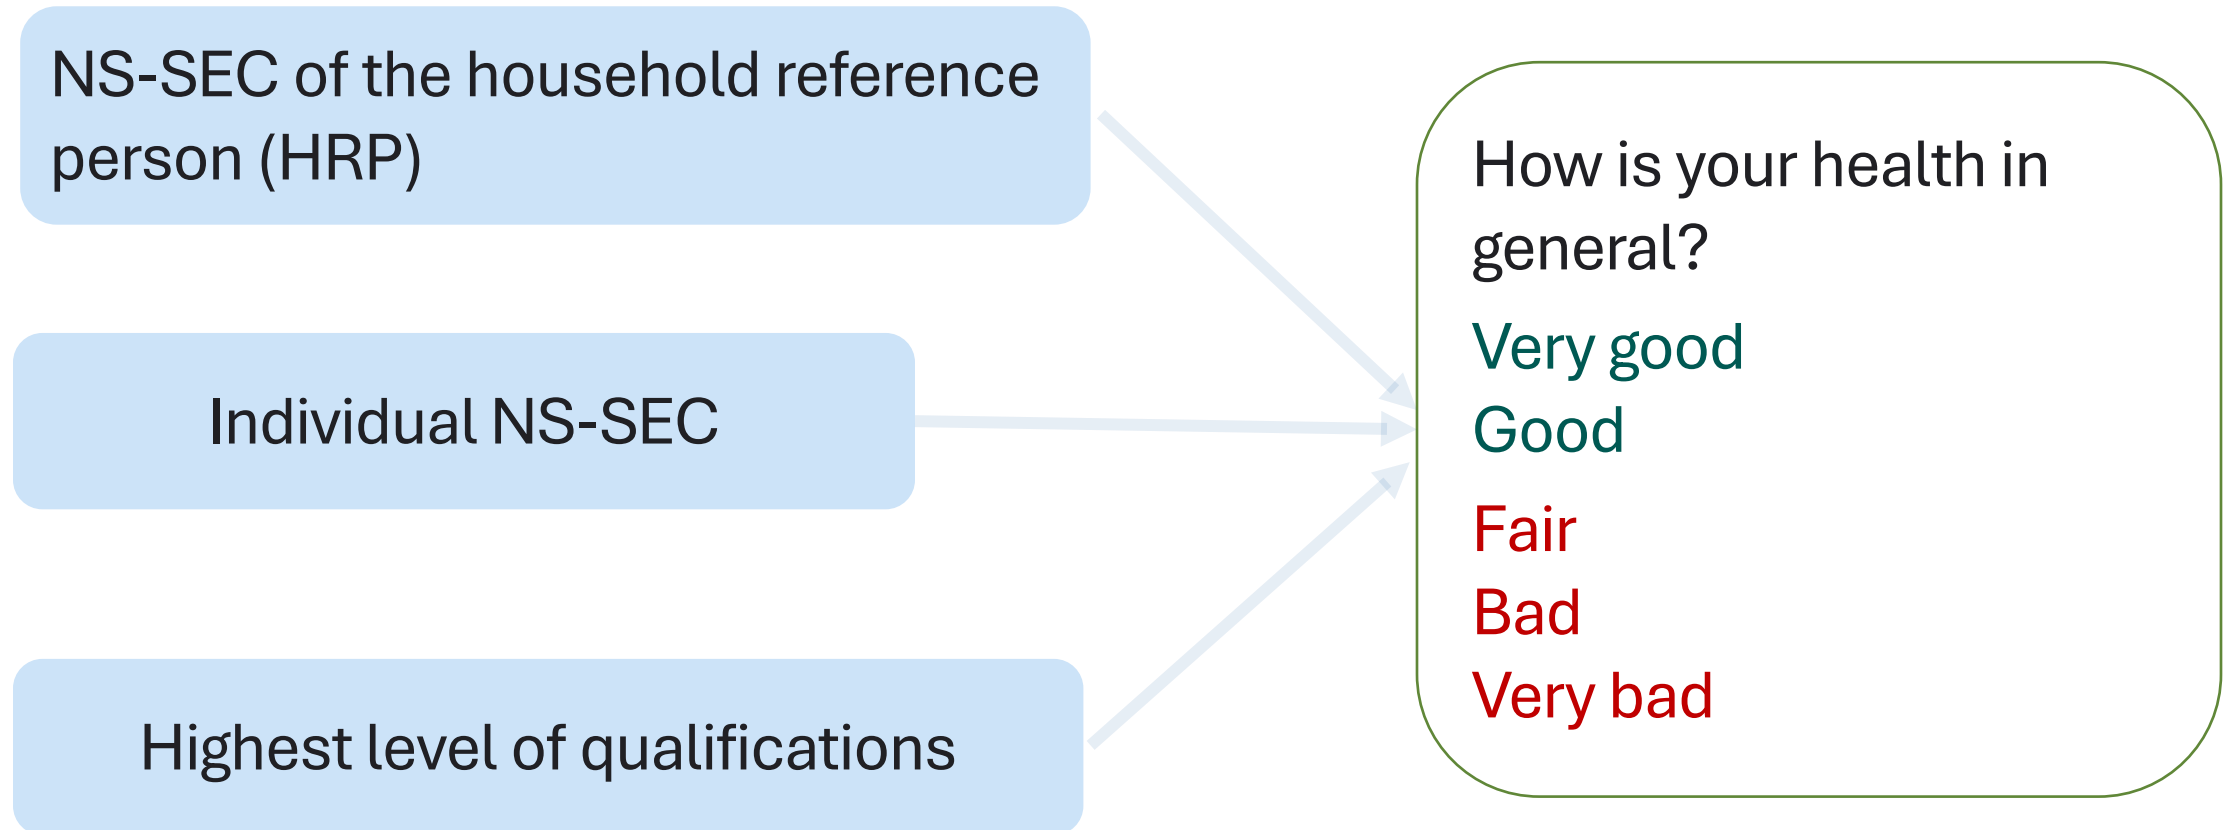 NS-SEC of the household reference
person (HRP)
Individual NS-SEC
Highest level of qualifications
How is your health in
general?
Very good
Good
Fair
Bad
Very bad